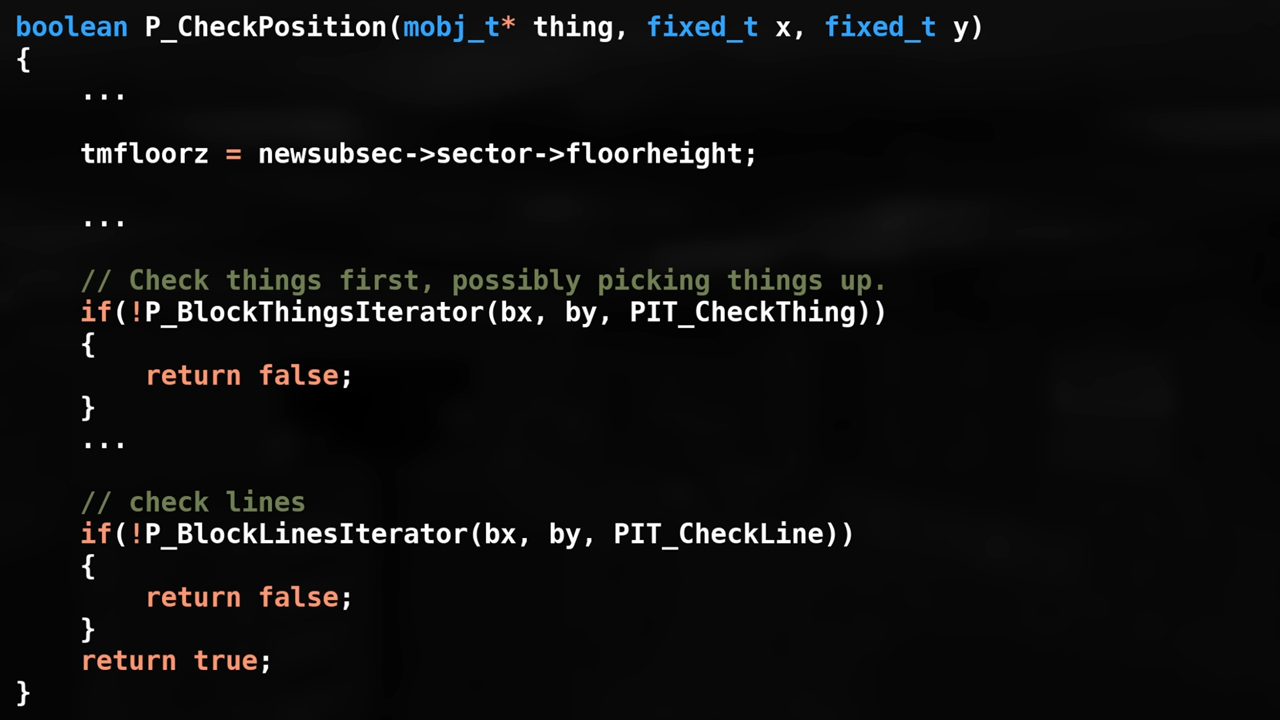 boolean P_CheckPosition(mobj_t* thing, fixed_t x, fixed_t y)
{
    ...

    tmfloorz = newsubsec->sector->floorheight;

    ...

    // Check things first, possibly picking things up.
    if(!P_BlockThingsIterator(bx, by, PIT_CheckThing))
    {
        return false;
    }
    ...

    // check lines
    if(!P_BlockLinesIterator(bx, by, PIT_CheckLine))
    {
        return false;
    }
    return true;
}